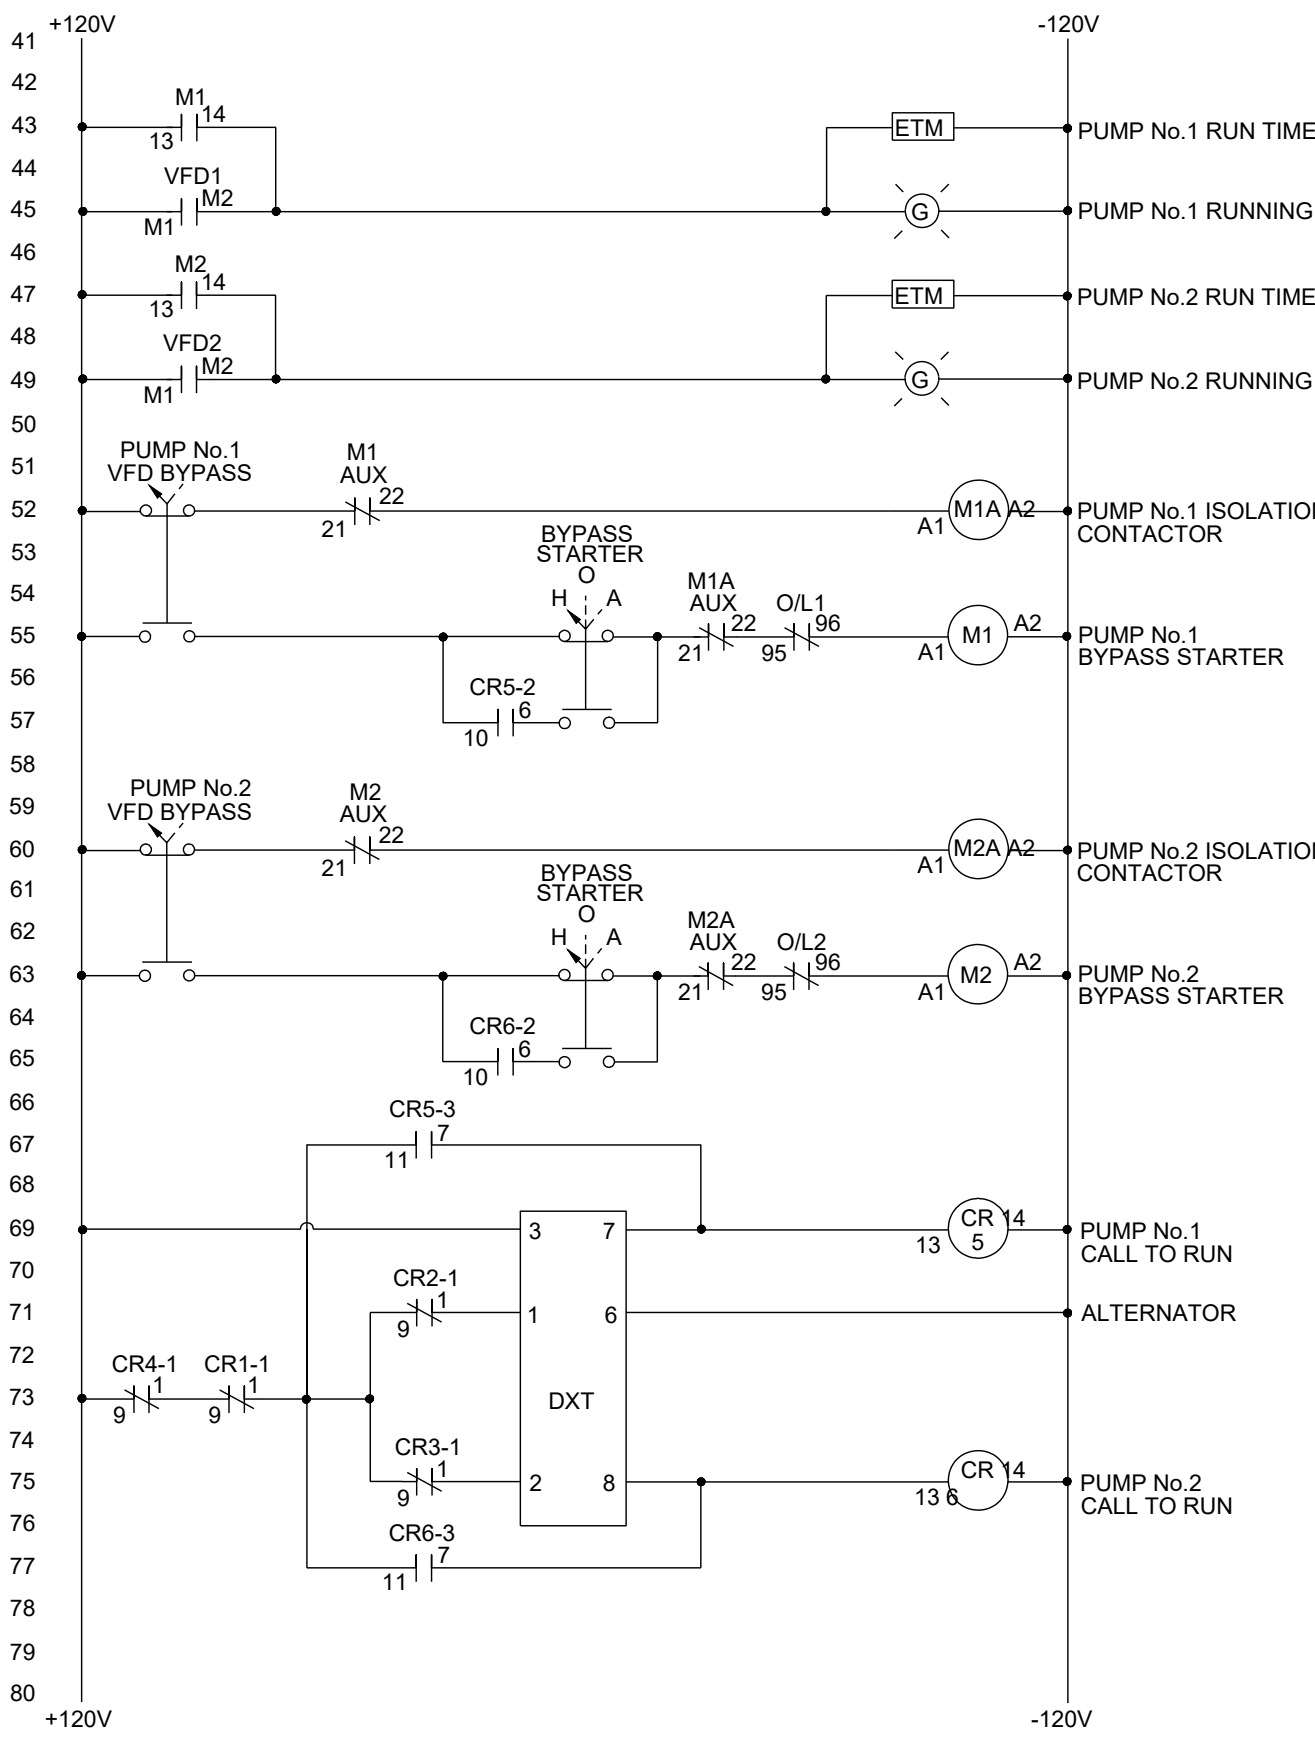 +120V
-120V
41
42
M1
14
43
13
ETM
PUMP No.1 RUN TIME
44
VFD1
M2
45
M1
G
PUMP No.1 RUNNING
46
M2
14
47
13
ETM
PUMP No.2 RUN TIME
48
VFD2
M2
49
M1
G
PUMP No.2 RUNNING
50
PUMP No.1
VFD BYPASS
M1
AUX
51
22
52
21
M1A
A1
A2
PUMP No.1 ISOLATION
CONTACTOR
53
BYPASS
STARTER
O
54
H
A
M1A
AUX
O/L1
22
96
55
21
95
M1
A1
A2
PUMP No.1
BYPASS STARTER
56
CR5-2
6
57
10
58
PUMP No.2
VFD BYPASS
M2
AUX
59
22
60
21
M2A
A1
A2
PUMP No.2 ISOLATION
CONTACTOR
61
BYPASS
STARTER
O
62
H
A
M2A
AUX
O/L2
22
96
63
21
95
M2
A1
A2
PUMP No.2
BYPASS STARTER
64
CR6-2
6
65
10
66
CR5-3
7
67
11
68
69
3
7
13
CR
5
14
PUMP No.1
CALL TO RUN
70
CR2-1
1
71
9
1
6
ALTERNATOR
72
CR4-1
1
CR1-1
1
73
9
9
DXT
74
CR3-1
1
75
9
2
8
13
CR
6
14
PUMP No.2
CALL TO RUN
76
CR6-3
7
77
11
78
79
80
+120V
-120V